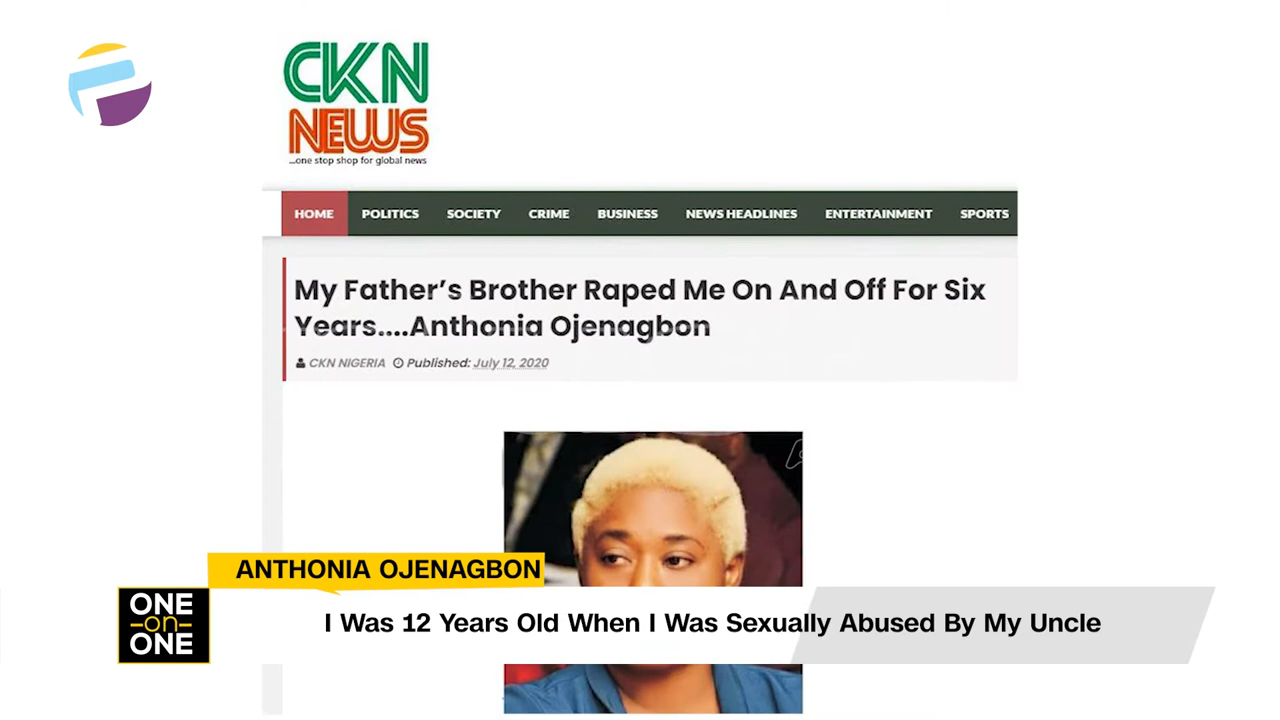 CKN
NEWS
...one stop shop for global news
HOME POLITICS SOCIETY CRIME BUSINESS NEWS HEADLINES ENTERTAINMENT SPORTS
My Father's Brother Raped Me On And Off For Six
Years....Anthonia Ojenagbon
CKN NIGERIA Published: July 12, 2020
ANTHONIA OJENAGBON
ONE
on
ONE
I Was 12 Years Old When I Was Sexually Abused By My Uncle